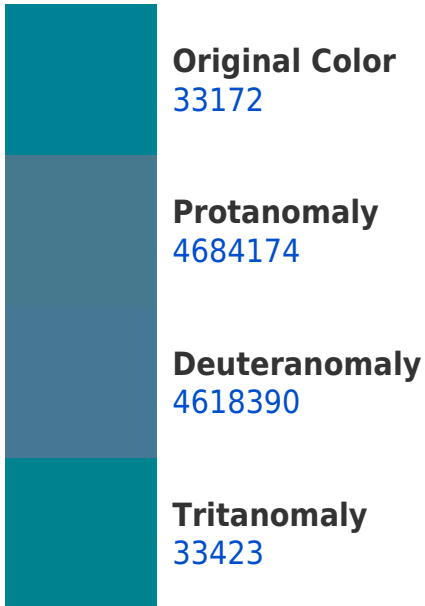 Original Color
33172
Protanomaly
4684174
Deuteranomaly
4618390
Tritanomaly
33423